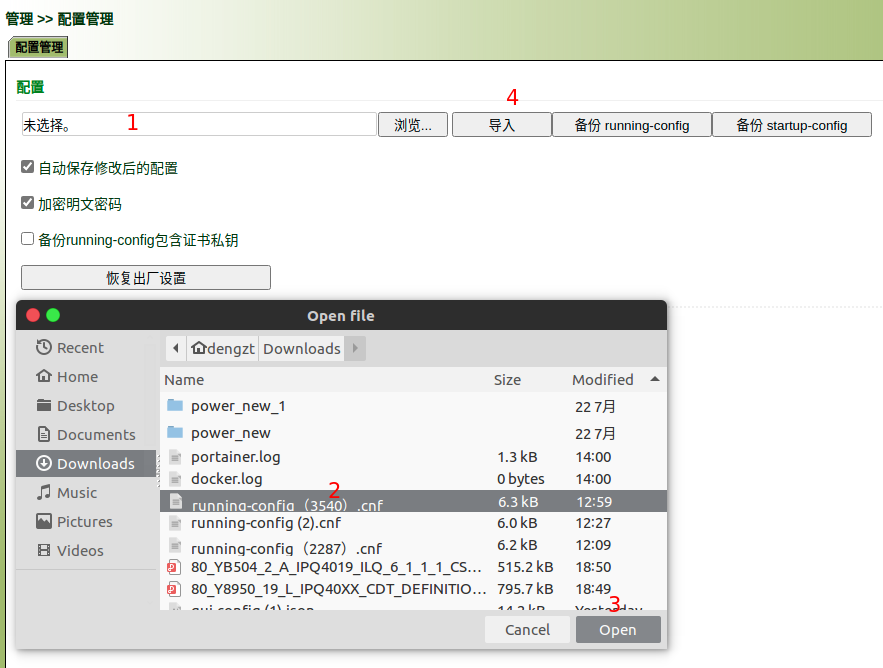 管理 >> 配置管理
配置管理
配置
4
未选择。 1 浏览... 导入 备份 running-config 备份 startup-config
自动保存修改后的配置
加密明文密码
备份running-config包含证书私钥
恢复出厂设置
Open file
Recent
Home
Desktop
Documents
Downloads
Music
Pictures
Videos
dengzt Downloads
Name Size Modified
power_new_1 22 7月
power_new 22 7月
portainer.log 1.3 kB 14:00
docker.log 0 bytes 14:00
2
running-config（3540）.cnf 6.3 kB 12:59
running-config (2).cnf 6.0 kB 12:27
running-config（2287）.cnf 6.2 kB 12:09
80_YB504_2_A_IPQ4019_ILQ_6_1_1_1_CS... 515.2 kB 18:50
80_Y8950_19_L_IPQ40XX_CDT_DEFINITIO... 795.7 kB 18:49
gui-config (1).json 14.2 kB Yesterday
3
Cancel Open